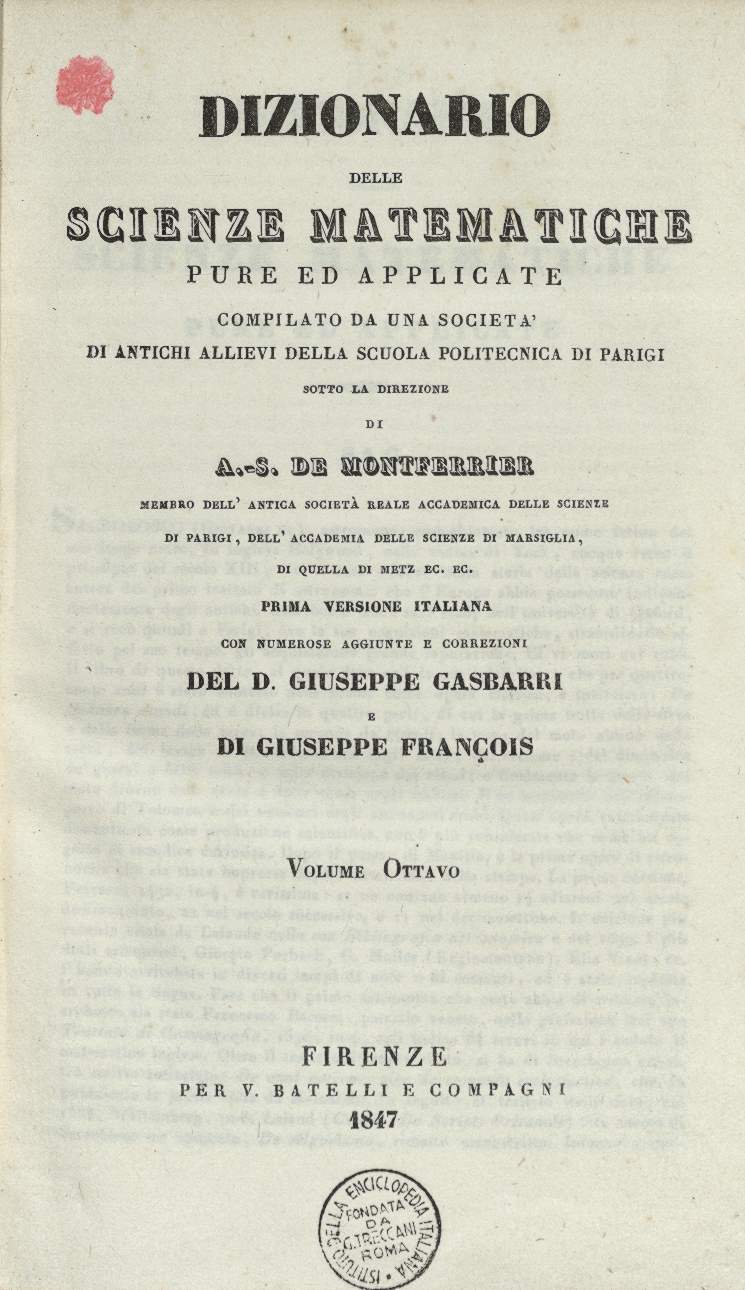 DIZIONARIO
DELLE
SCIENZE MATEMATICHE
PURE ED APPLICATE
COMPILATO DA UNA SOCIETA'
DI ANTICHI ALLIEVI DELLA SCUOLA POLITECNICA DI PARIGI
SOTTO LA DIREZIONE
DI
A.-S. DE MONTFERRIER
MEMBRO DELL' ANTICA SOCIETÀ REALE ACCADEMICA DELLE SCIENZE
DI PARIGI, DELL' ACCADEMIA DELLE SCIENZE DI MARSIGLIA,
DI QUELLA DI METZ EC. EC.
PRIMA VERSIONE ITALIANA
CON NUMEROSE AGGIUNTE E CORREZIONI
DEL D. GIUSEPPE GASBARRI
E
DI GIUSEPPE FRANÇOIS
VOLUME OTTAVO
FIRENZE
PER V. BATELLI E COMPAGNI
1847
ISTITUTO DELLA ENCICLOPEDIA ITALIANA
FONDATA
DA
G. TRECCANI
ROMA